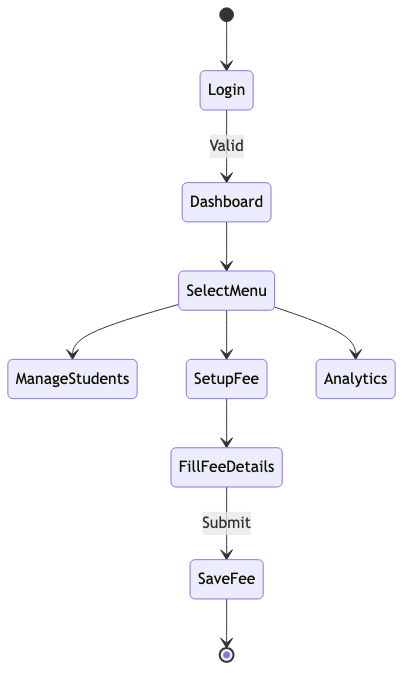 Login
Valid
Dashboard
SelectMenu
ManageStudents
SetupFee
Analytics
FillFeeDetails
Submit
SaveFee